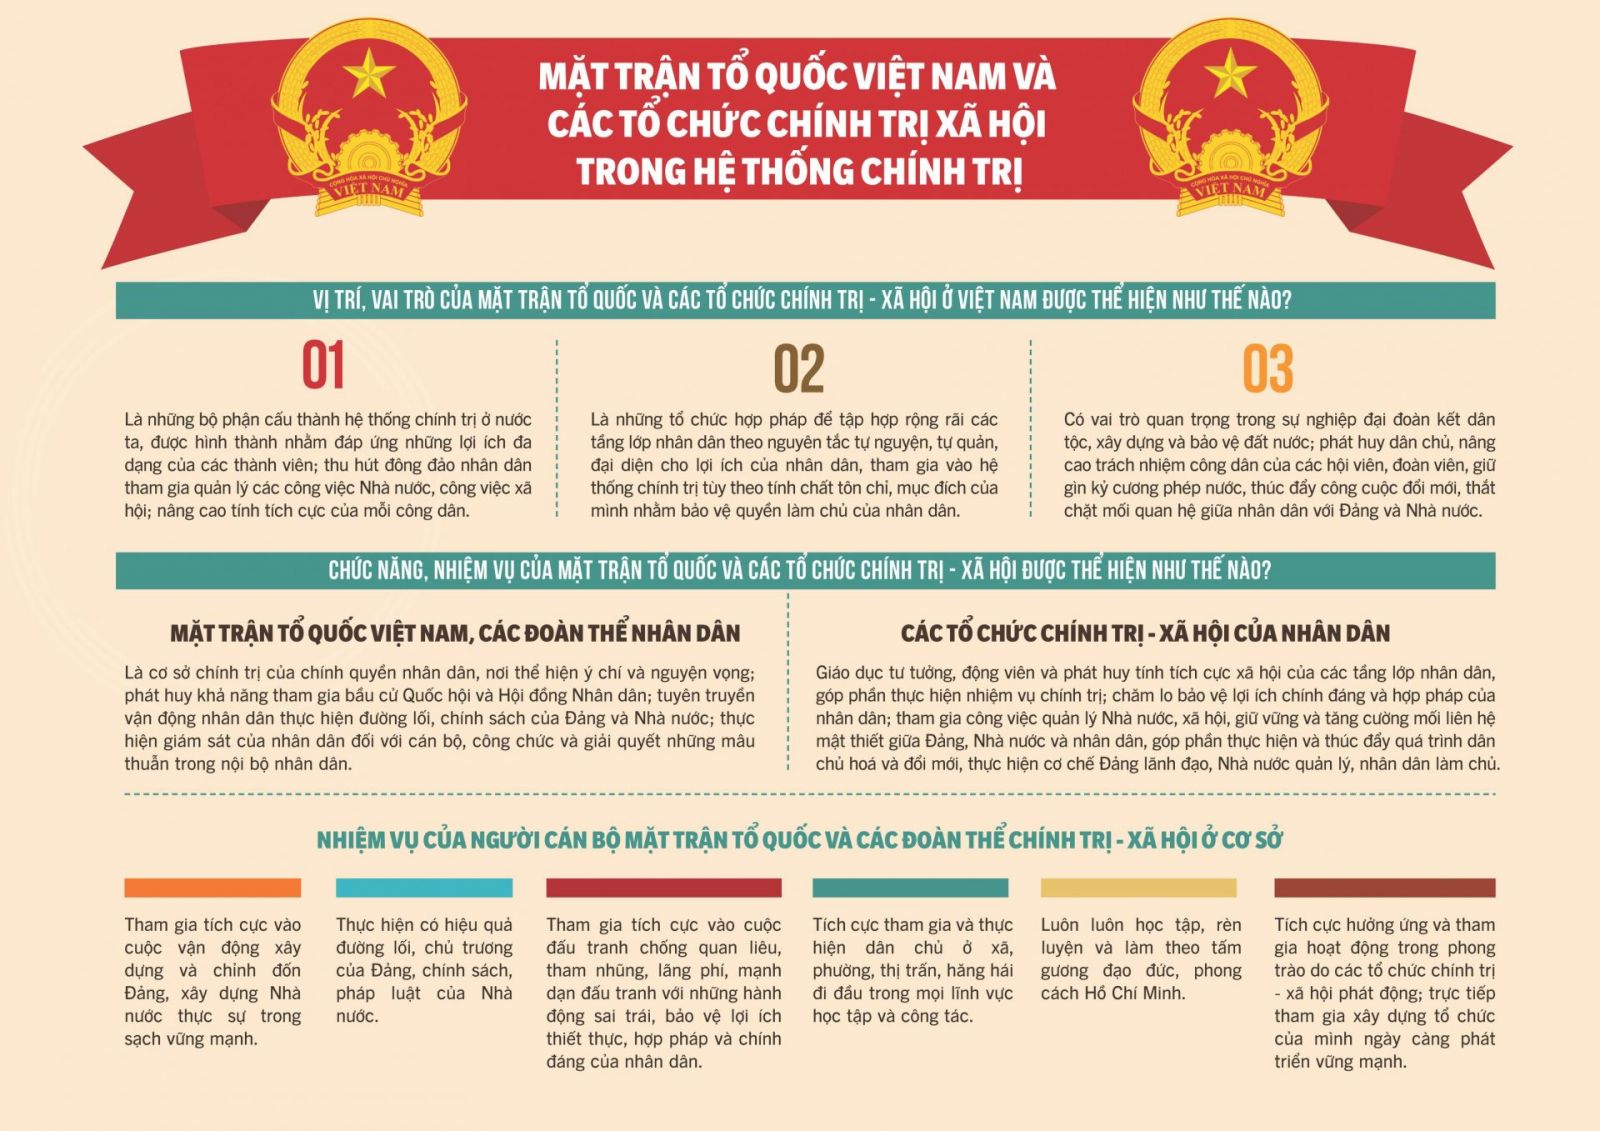 MẶT TRẬN TỔ QUỐC VIỆT NAM VÀ
CÁC TỔ CHỨC CHÍNH TRỊ XÃ HỘI
TRONG HỆ THỐNG CHÍNH TRỊ
CỘNG HÒA XÃ HỘI CHỦ NGHĨA
VIỆT NAM
CỘNG HÒA XÃ HỘI CHỦ NGHĨA
VIỆT NAM
VỊ TRÍ, VAI TRÒ CỦA MẶT TRẬN TỔ QUỐC VÀ CÁC TỔ CHỨC CHÍNH TRỊ - XÃ HỘI Ở VIỆT NAM ĐƯỢC THỂ HIỆN NHƯ THẾ NÀO?
01
Là những bộ phận cấu thành hệ thống chính trị ở nước
ta, được hình thành nhằm đáp ứng những lợi ích đa
dạng của các thành viên; thu hút đông đảo nhân dân
tham gia quản lý các công việc Nhà nước, công việc xã
hội; nâng cao tính tích cực của mỗi công dân.
02
Là những tổ chức hợp pháp để tập hợp rộng rãi các
tầng lớp nhân dân theo nguyên tắc tự nguyện, tự quản,
đại diện cho lợi ích của nhân dân, tham gia vào hệ
thống chính trị tùy theo tính chất tôn chỉ, mục đích của
mình nhằm bảo vệ quyền làm chủ của nhân dân.
03
Có vai trò quan trọng trong sự nghiệp đại đoàn kết dân
tộc, xây dựng và bảo vệ đất nước; phát huy dân chủ, nâng
cao trách nhiệm công dân của các hội viên, đoàn viên, giữ
gìn kỷ cương phép nước, thúc đẩy công cuộc đổi mới, thắt
chặt mối quan hệ giữa nhân dân với Đảng và Nhà nước.
CHỨC NĂNG, NHIỆM VỤ CỦA MẶT TRẬN TỔ QUỐC VÀ CÁC TỔ CHỨC CHÍNH TRỊ - XÃ HỘI ĐƯỢC THỂ HIỆN NHƯ THẾ NÀO?
MẶT TRẬN TỔ QUỐC VIỆT NAM, CÁC ĐOÀN THỂ NHÂN DÂN
Là cơ sở chính trị của chính quyền nhân dân, nơi thể hiện ý chí và nguyện vọng;
phát huy khả năng tham gia bầu cử Quốc hội và Hội đồng Nhân dân; tuyên truyền
vận động nhân dân thực hiện đường lối, chính sách của Đảng và Nhà nước; thực
hiện giám sát của nhân dân đối với cán bộ, công chức và giải quyết những mâu
thuẫn trong nội bộ nhân dân.
CÁC TỔ CHỨC CHÍNH TRỊ - XÃ HỘI CỦA NHÂN DÂN
Giáo dục tư tưởng, động viên và phát huy tính tích cực xã hội của các tầng lớp nhân dân,
góp phần thực hiện nhiệm vụ chính trị; chăm lo bảo vệ lợi ích chính đáng và hợp pháp của
nhân dân; tham gia công việc quản lý Nhà nước, xã hội, giữ vững và tăng cường mối liên hệ
mật thiết giữa Đảng, Nhà nước và nhân dân, góp phần thực hiện và thúc đẩy quá trình dân
chủ hoá và đổi mới, thực hiện cơ chế Đảng lãnh đạo, Nhà nước quản lý, nhân dân làm chủ.
NHIỆM VỤ CỦA NGƯỜI CÁN BỘ MẶT TRẬN TỔ QUỐC VÀ CÁC ĐOÀN THỂ CHÍNH TRỊ - XÃ HỘI Ở CƠ SỞ
Tham gia tích cực vào
cuộc vận động xây
dựng và chỉnh đốn
Đảng, xây dựng Nhà
nước thực sự trong
sạch vững mạnh.
Thực hiện có hiệu quả
đường lối, chủ trương
của Đảng, chính sách,
pháp luật của Nhà
nước.
Tham gia tích cực vào cuộc
đấu tranh chống quan liêu,
tham nhũng, lãng phí, mạnh
dạn đấu tranh với những hành
động sai trái, bảo vệ lợi ích
thiết thực, hợp pháp và chính
đáng của nhân dân.
Tích cực tham gia và thực
hiện dân chủ ở xã,
phường, thị trấn, hăng hái
đi đầu trong mọi lĩnh vực
học tập và công tác.
Luôn luôn học tập, rèn
luyện và làm theo tấm
gương đạo đức, phong
cách Hồ Chí Minh.
Tích cực hưởng ứng và tham
gia hoạt động trong phong
trào do các tổ chức chính trị
- xã hội phát động; trực tiếp
tham gia xây dựng tổ chức
của mình ngày càng phát
triển vững mạnh.